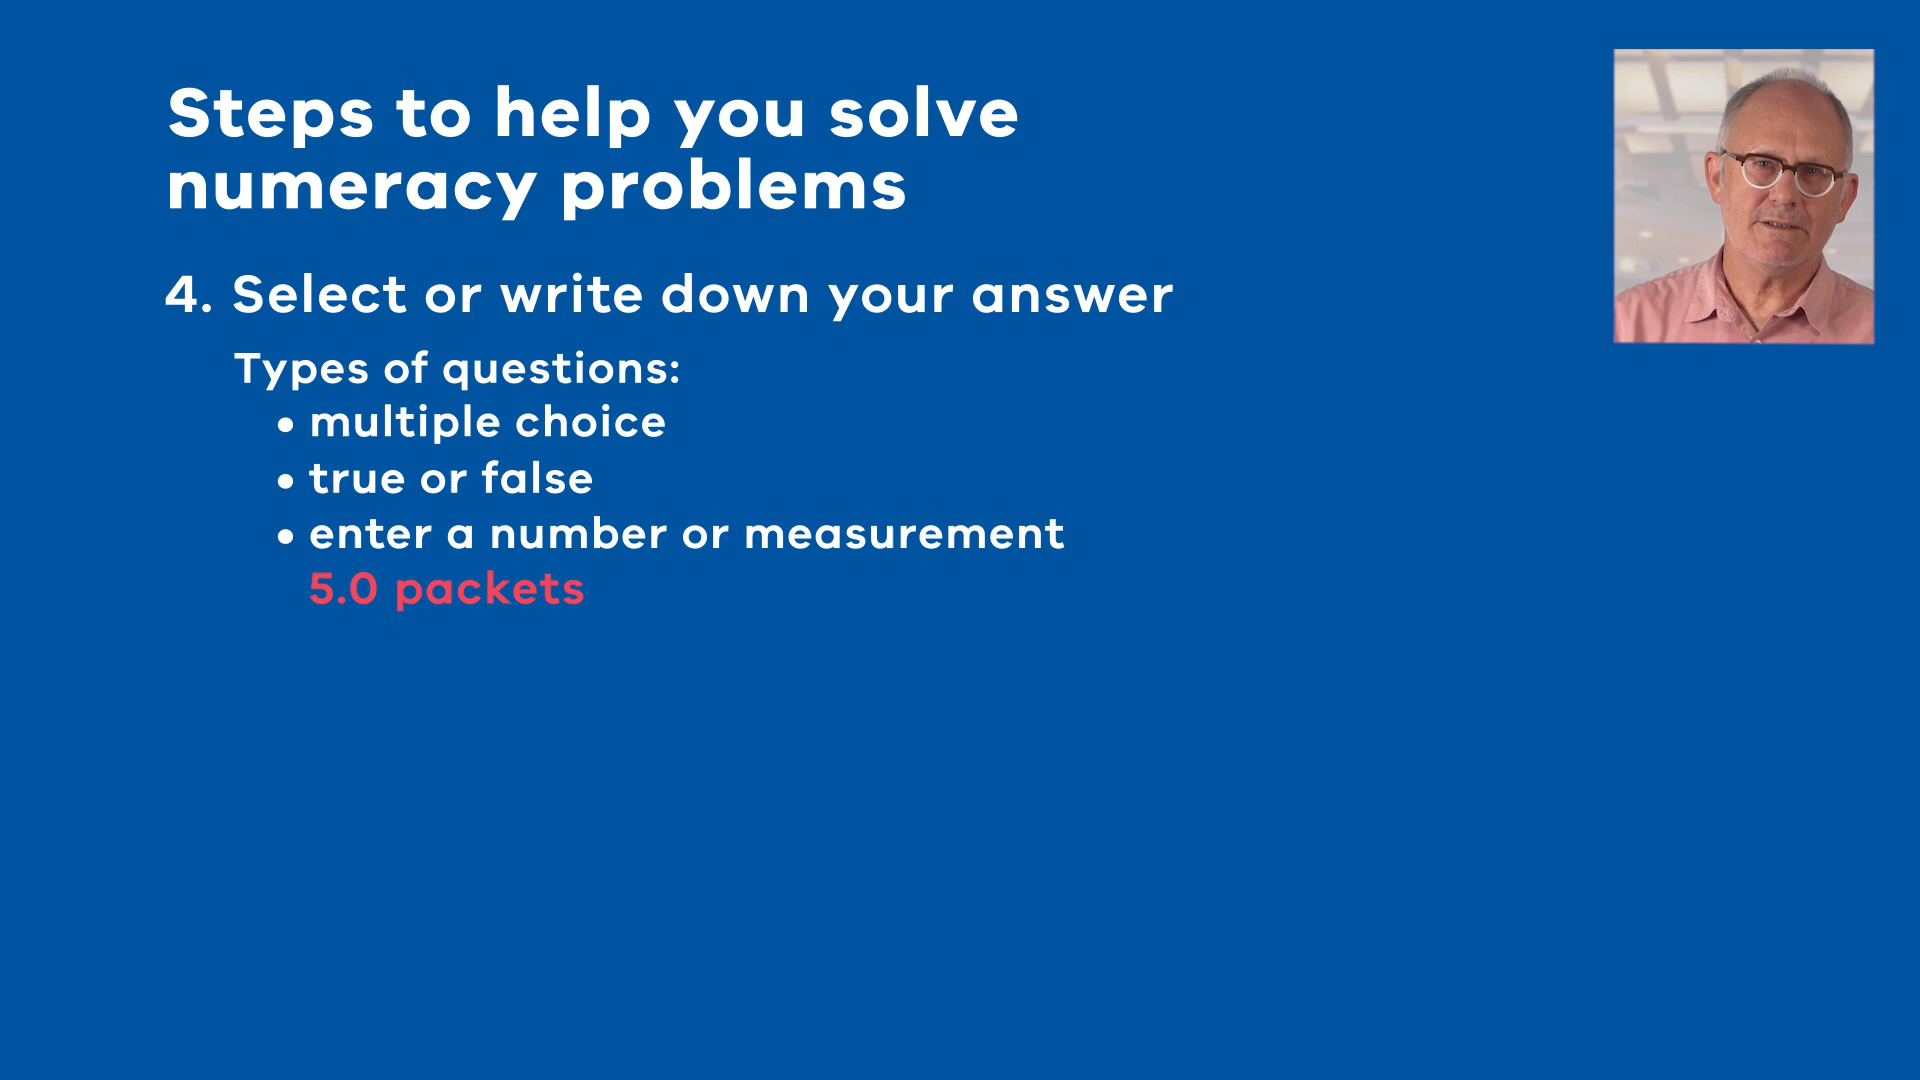 Steps to help you solve
numeracy problems
4. Select or write down your answer
Types of questions:
• multiple choice
• true or false
• enter a number or measurement
5.0 packets